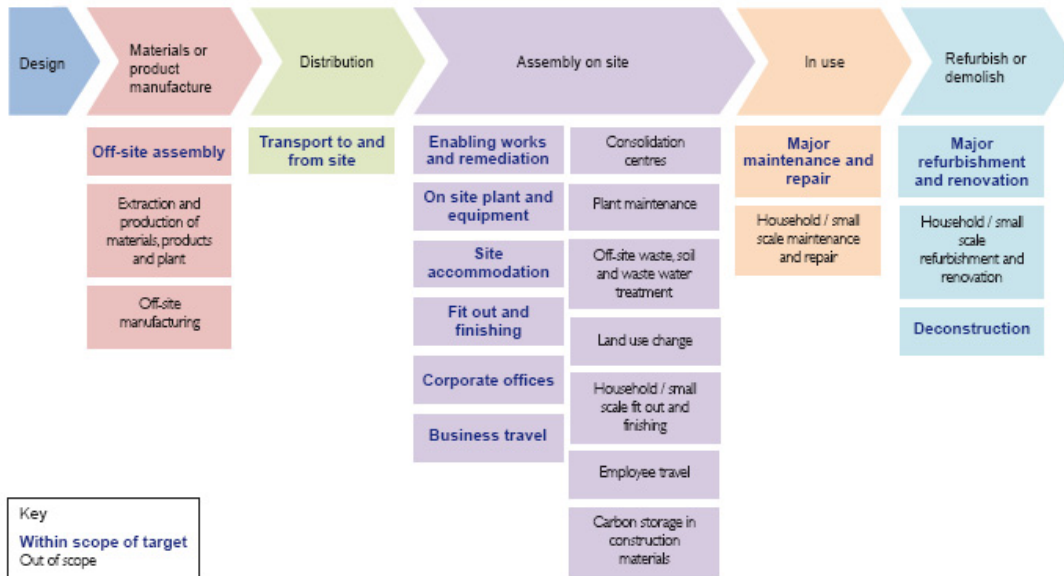 Design
Materials or
product
manufacture
Distribution
Assembly on site
In use
Refurbish or
demolish
Off-site assembly
Extraction and
production of
materials, products
and plant
Off-site
manufacturing
Transport to and
from site
Enabling works
and remediation
On site plant and
equipment
Site
accommodation
Fit out and
finishing
Corporate offices
Business travel
Consolidation
centres
Plant maintenance
Off-site waste, soil
and waste water
treatment
Land use change
Household / small
scale fit out and
finishing
Employee travel
Carbon storage in
construction
materials
Major
maintenance and
repair
Household / small
scale maintenance
and repair
Major
refurbishment
and renovation
Household / small
scale
refurbishment and
renovation
Deconstruction
Key
Within scope of target
Out of scope